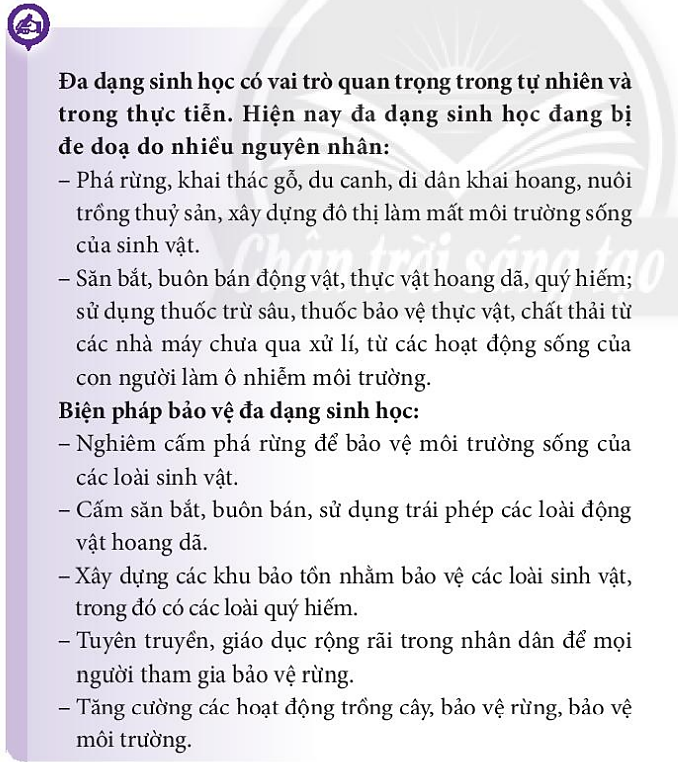 Đa dạng sinh học có vai trò quan trọng trong tự nhiên và
trong thực tiễn. Hiện nay đa dạng sinh học đang bị
đe doạ do nhiều nguyên nhân:
– Phá rừng, khai thác gỗ, du canh, di dân khai hoang, nuôi
trồng thuỷ sản, xây dựng đô thị làm mất môi trường sống
của sinh vật.
Chân trời sáng tạo
– Săn bắt, buôn bán động vật, thực vật hoang dã, quý hiếm;
sử dụng thuốc trừ sâu, thuốc bảo vệ thực vật, chất thải từ
các nhà máy chưa qua xử lí, từ các hoạt động sống của
con người làm ô nhiễm môi trường.
Biện pháp bảo vệ đa dạng sinh học:
– Nghiêm cấm phá rừng để bảo vệ môi trường sống của
các loài sinh vật.
– Cấm săn bắt, buôn bán, sử dụng trái phép các loài động
vật hoang dã.
– Xây dựng các khu bảo tồn nhằm bảo vệ các loài sinh vật,
trong đó có các loài quý hiếm.
– Tuyên truyền, giáo dục rộng rãi trong nhân dân để mọi
người tham gia bảo vệ rừng.
– Tăng cường các hoạt động trồng cây, bảo vệ rừng, bảo vệ
môi trường.